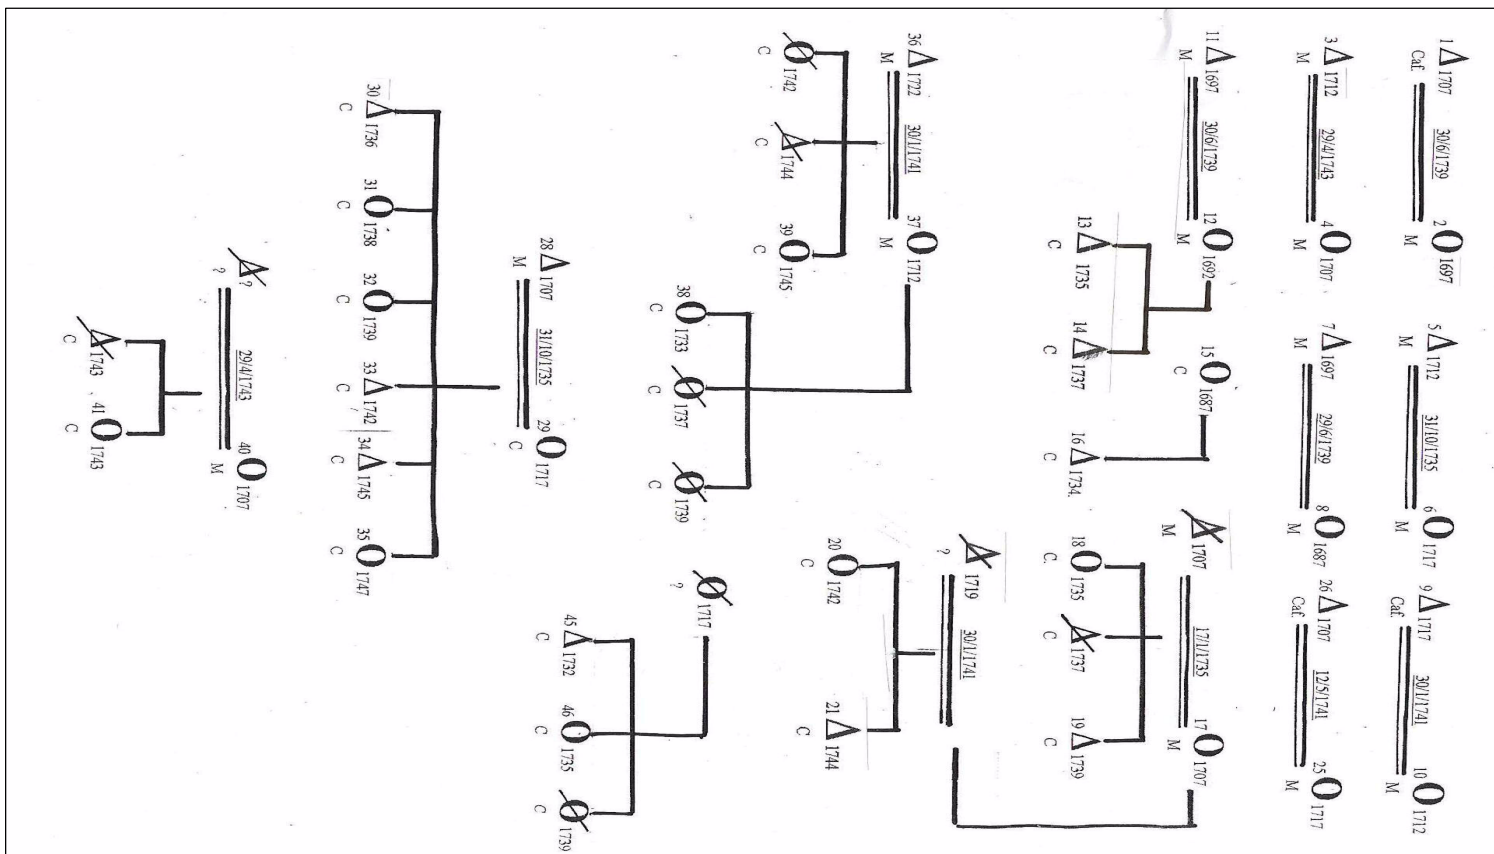 1 1707 30/6/1739 2 1697
Caf. M
5 1712 31/10/1735 6 1717
M M
9 1717 30/1/1741 10 1712
Caf. M
3 1712 29/4/1743 4 1707
M M
7 1697 29/6/1739 8 1687
M M
26 1707 12/5/1741 25 1717
Caf. M
11 1697 30/6/1739 12 1692
M M
15 1687
C
1707 17/1/1735 17 1707
M M
13 1735 14 1737
C C
16 1734
C
18 1735 1737 19 1739
C. C C
36 1722 30/1/1741 37 1712
M M
1719 30/1/1741
?
1742 1744 39 1745
C C C
20 1742 21 1744
C C
38 1733 1737 1739
C C C
1717
?
28 1707 31/10/1735 29 1717
M C
45 1732 46 1735 1739
C C C
30 1736 31 1738 32 1739 33 1742 34 1745 35 1747
C C C C C C
? 29/4/1743 40 1707
? M
1743 41 1743
C C